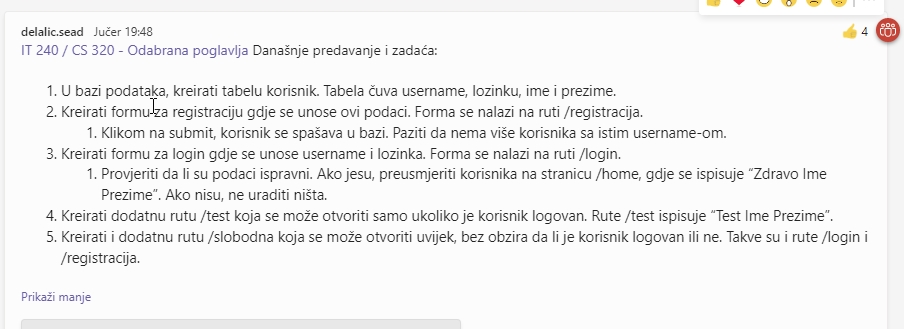 delalic.sead Jučer 19:48
4
IT 240 / CS 320 - Odabrana poglavlja Današnje predavanje i zadaća:
1. U bazi podataka, kreirati tabelu korisnik. Tabela čuva username, lozinku, ime i prezime.
2. Kreirati formu za registraciju gdje se unose ovi podaci. Forma se nalazi na ruti /registracija.
1. Klikom na submit, korisnik se spašava u bazi. Paziti da nema više korisnika sa istim username-om.
3. Kreirati formu za login gdje se unose username i lozinka. Forma se nalazi na ruti /login.
1. Provjeriti da li su podaci ispravni. Ako jesu, preusmjeriti korisnika na stranicu /home, gdje se ispisuje “Zdravo Ime
Prezime”. Ako nisu, ne uraditi ništa.
4. Kreirati dodatnu rutu /test koja se može otvoriti samo ukoliko je korisnik logovan. Rute /test ispisuje “Test Ime Prezime”.
5. Kreirati i dodatnu rutu /slobodna koja se može otvoriti uvijek, bez obzira da li je korisnik logovan ili ne. Takve su i rute /login i
/registracija.
Prikaži manje